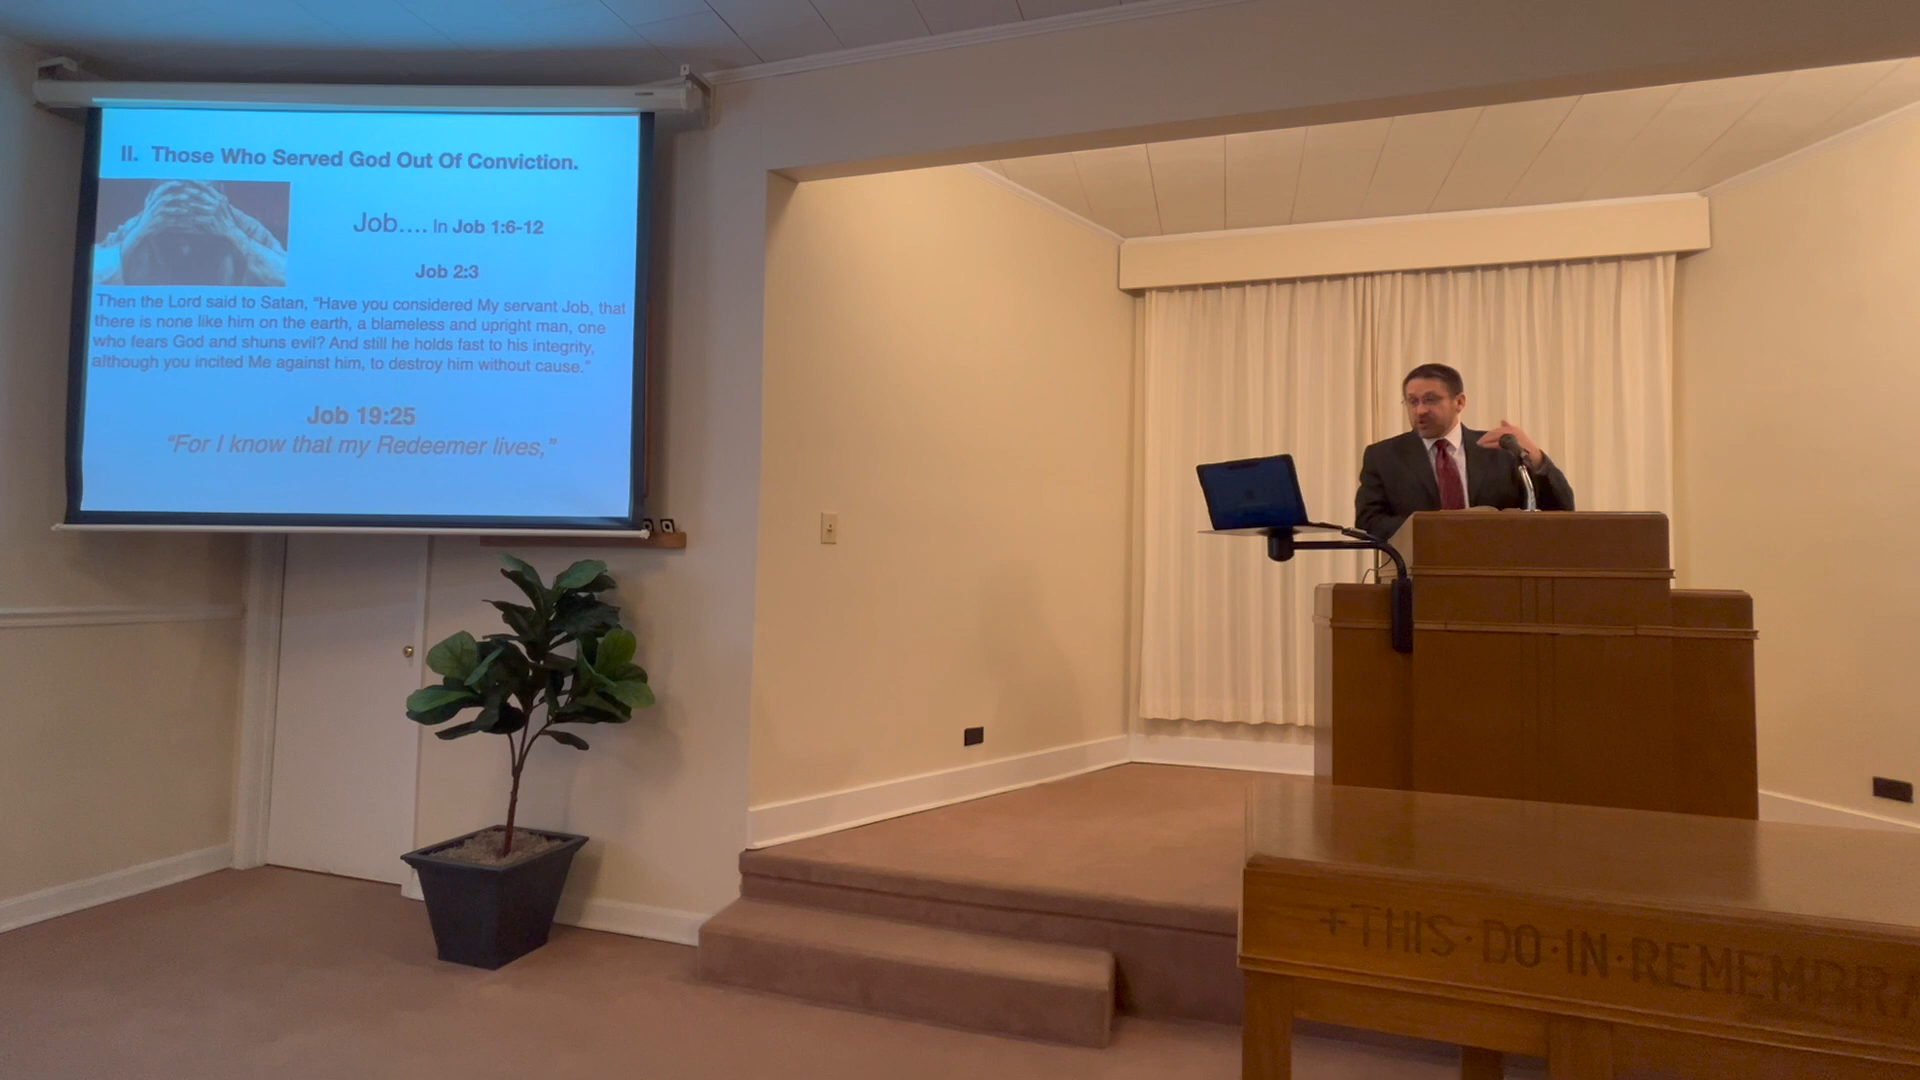 II. Those Who Served God Out Of Conviction.
Job.... In Job 1:6-12
Job 2:3
Then the Lord said to Satan, “Have you considered My servant Job, that
there is none like him on the earth, a blameless and upright man, one
who fears God and shuns evil? And still he holds fast to his integrity,
although you incited Me against him, to destroy him without cause.”
Job 19:25
“For I know that my Redeemer lives,”
+THIS·DO·IN·REMEMBRA